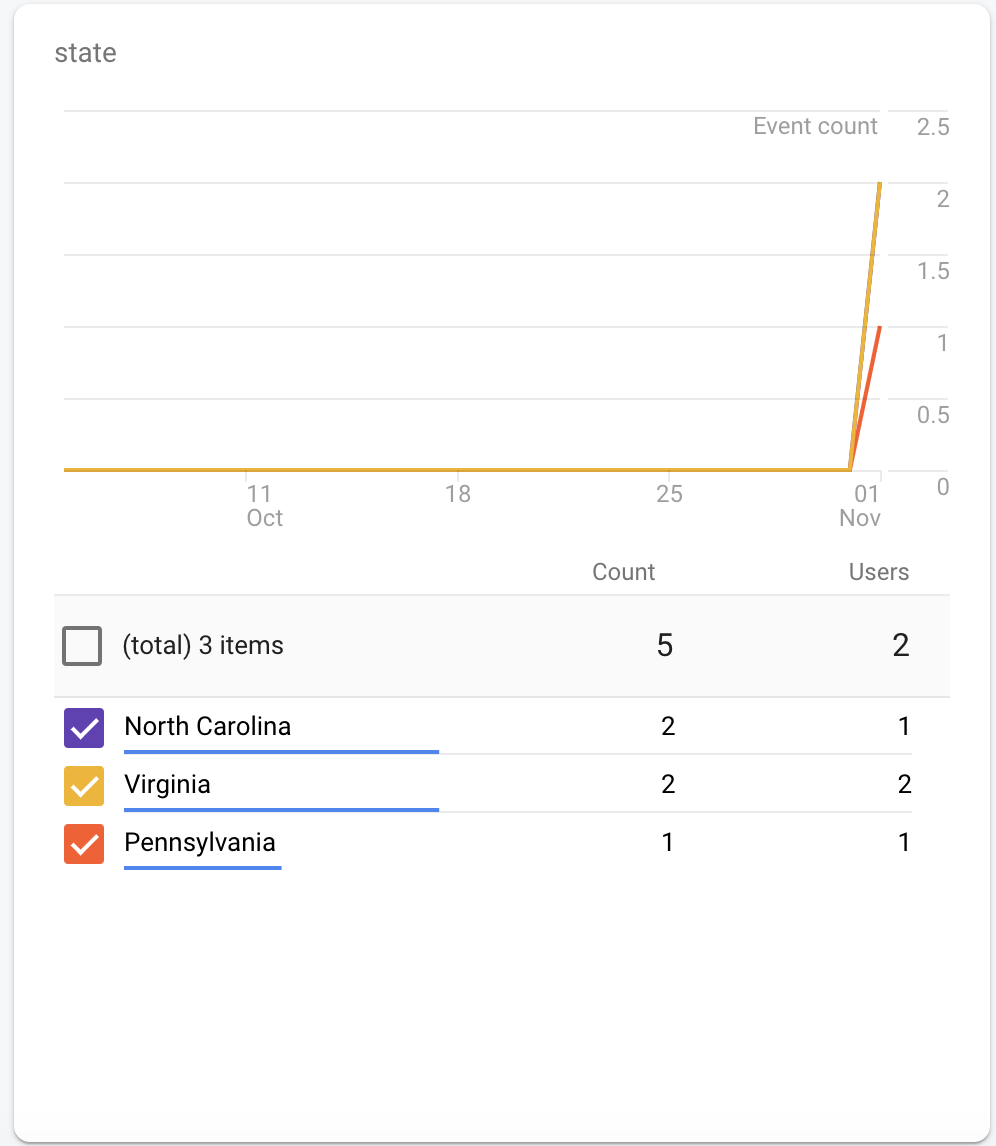 state
Event count 2.5
2
1.5
1
0.5
0
11 18 25 01
Oct Nov
Count Users
(total) 3 items 5 2
North Carolina 2 1
Virginia 2 2
Pennsylvania 1 1